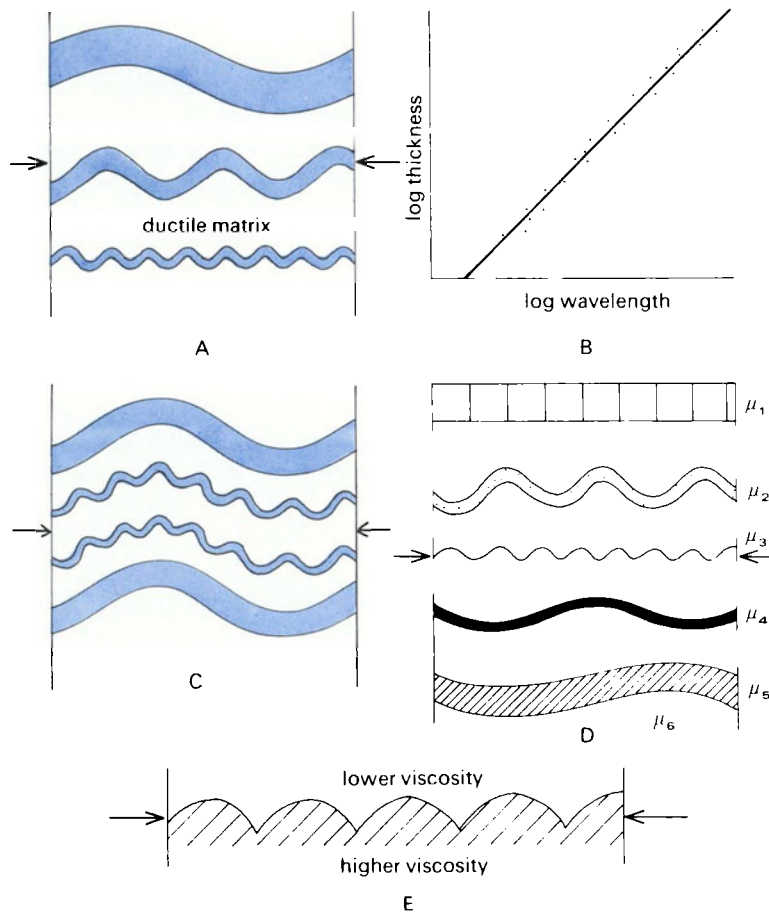 ductile matrix
A
log thickness
log wavelength
B
C
μ₁
μ₂
μ₃
μ₄
μ₅
μ₆
D
lower viscosity
higher viscosity
E